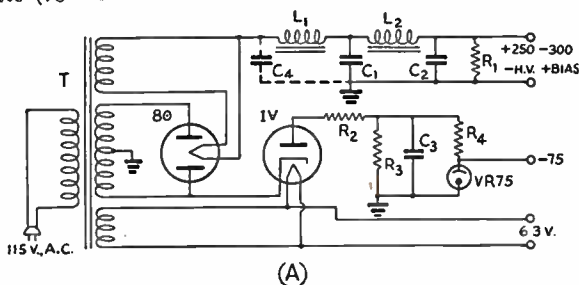 L1 L2
+250 -300
-H.V. +BIAS
C4 C1 C2 R1
T
80
1V
R2
R3 C3 R4
-75
VR75
6 3 V.
115 V., A.C.
(A)